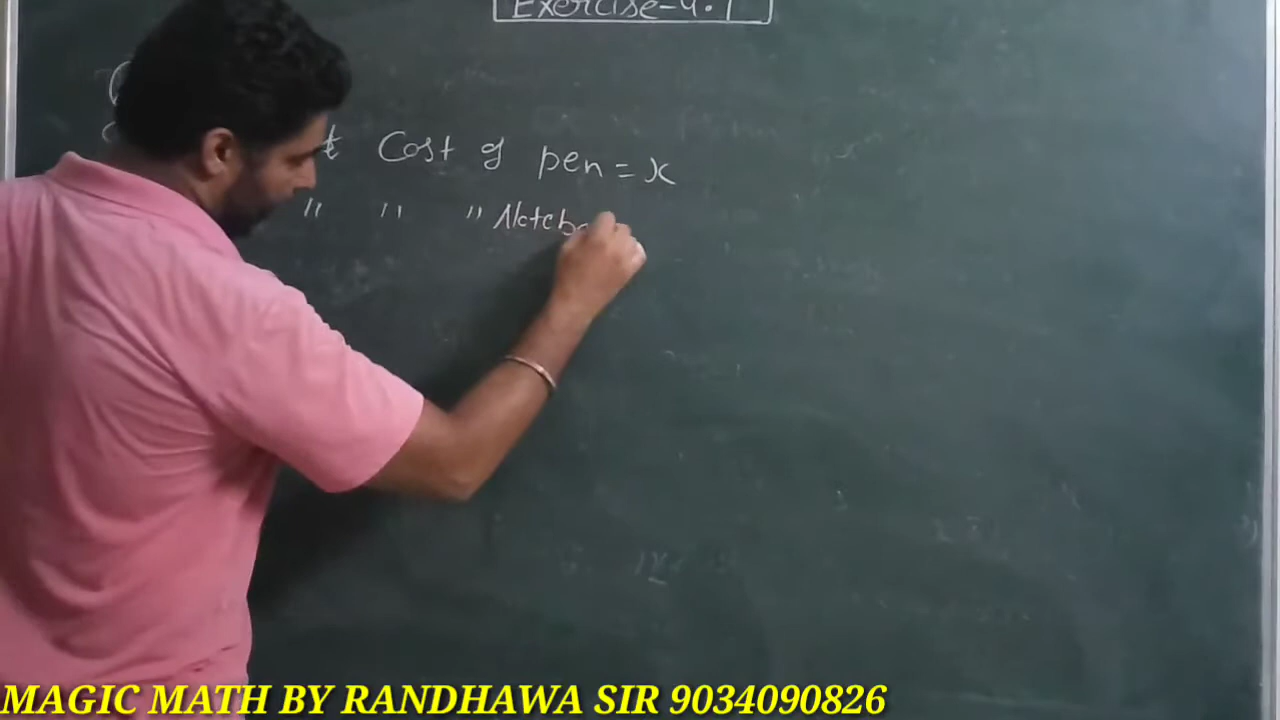 Exercise-4.1
Cost of pen = x
" " " Notebo
MAGIC MATH BY RANDHAWA SIR 9034090826